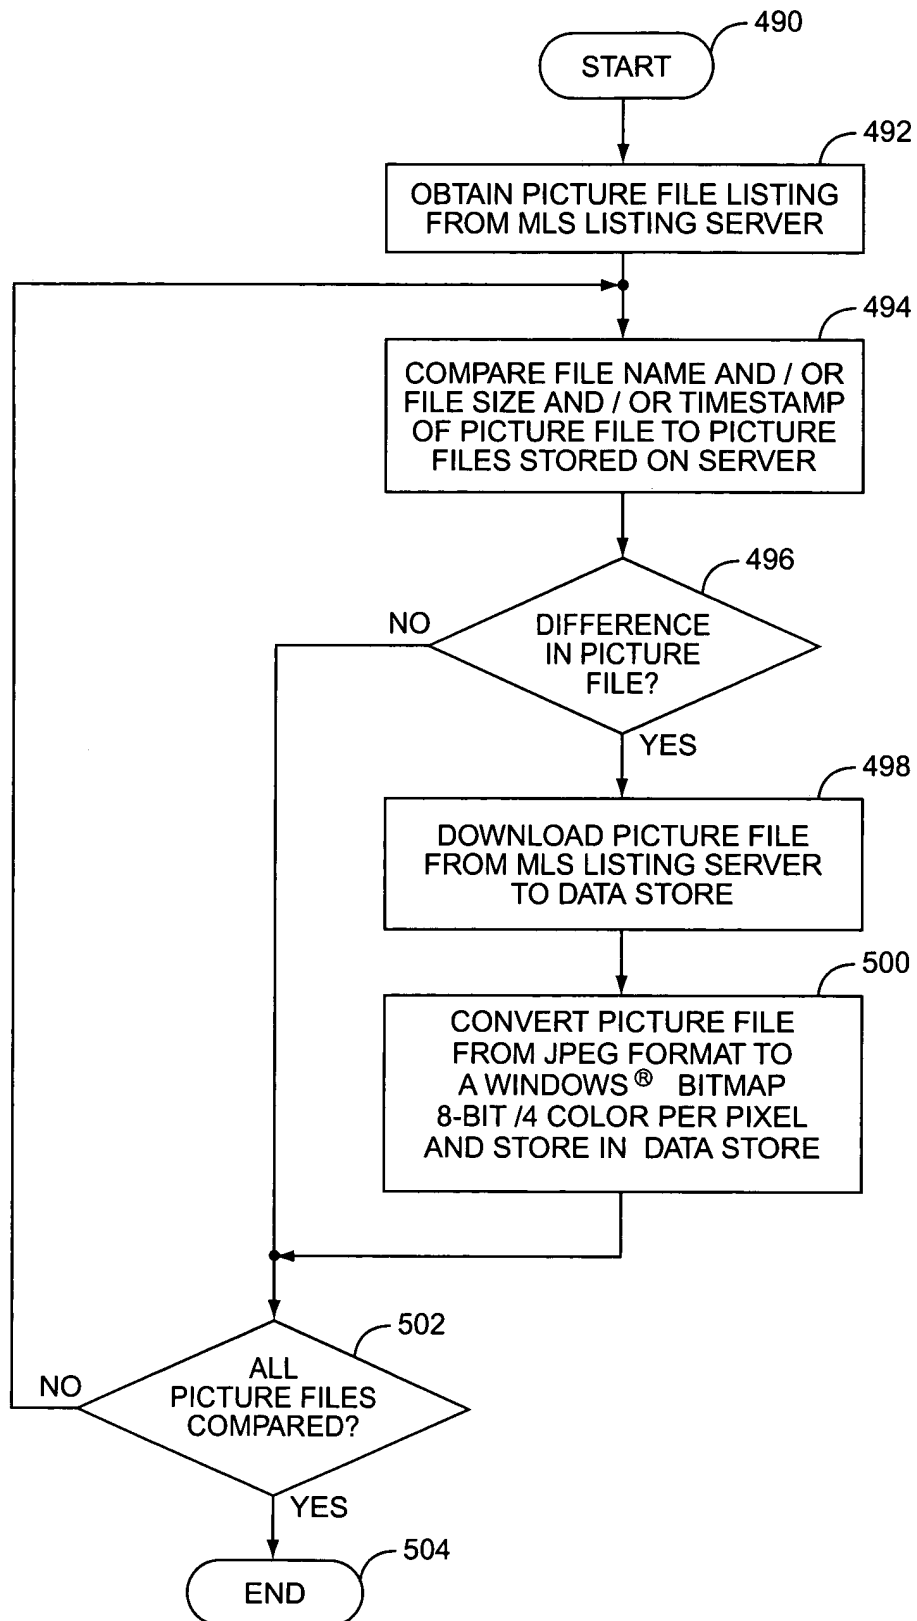 490
START
492
OBTAIN PICTURE FILE LISTING
FROM MLS LISTING SERVER
494
COMPARE FILE NAME AND / OR
FILE SIZE AND / OR TIMESTAMP
OF PICTURE FILE TO PICTURE
FILES STORED ON SERVER
496
NO
DIFFERENCE
IN PICTURE
FILE?
YES
498
DOWNLOAD PICTURE FILE
FROM MLS LISTING SERVER
TO DATA STORE
500
CONVERT PICTURE FILE
FROM JPEG FORMAT TO
A WINDOWS® BITMAP
8-BIT /4 COLOR PER PIXEL
AND STORE IN DATA STORE
502
NO
ALL
PICTURE FILES
COMPARED?
YES
504
END